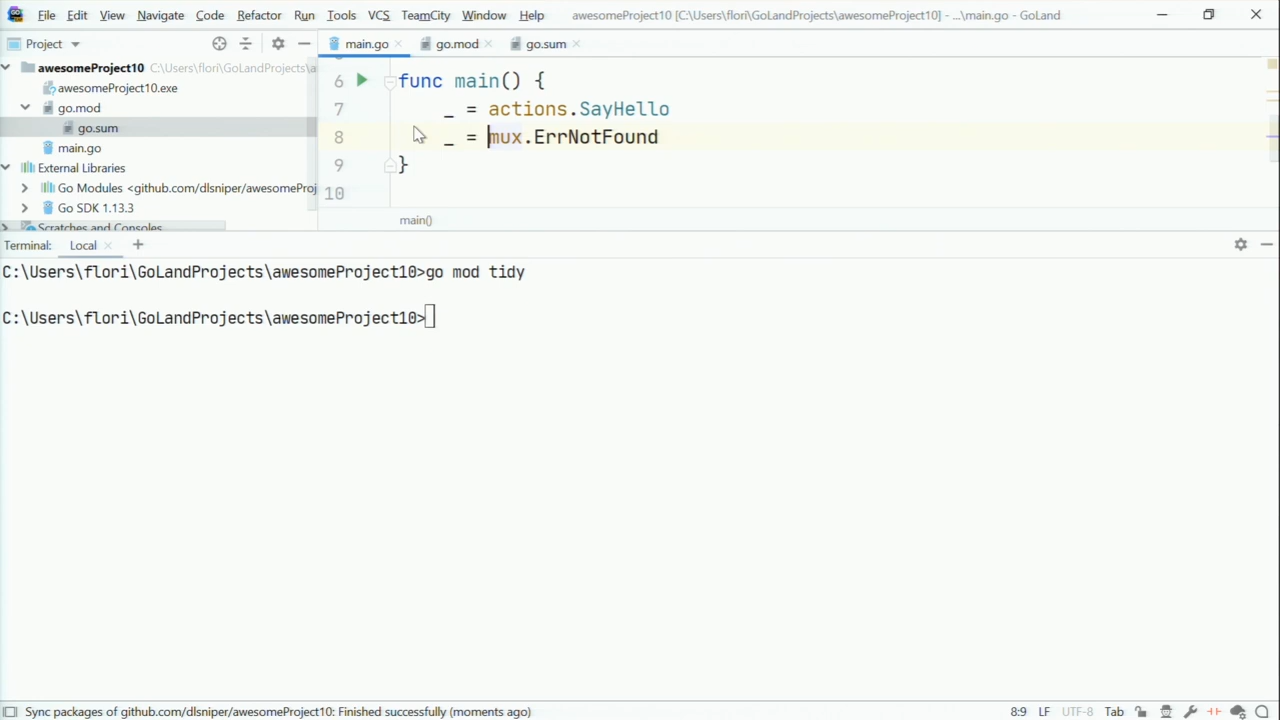 File Edit View Navigate Code Refactor Run Tools VCS TeamCity Window Help awesomeProject10 [C:\Users\flori\GoLandProjects\awesomeProject10] - ...\main.go - GoLand
Project
main.go
go.mod
go.sum
awesomeProject10 C:\Users\flori\GoLandProjects\a
awesomeProject10.exe
go.mod
go.sum
main.go
External Libraries
Go Modules <github.com/dlsniper/awesomeProj
Go SDK 1.13.3
Scratches and Consoles
6 func main() {
7 _ = actions.SayHello
8 _ = mux.ErrNotFound
9 }
10
main()
Terminal: Local +
C:\Users\flori\GoLandProjects\awesomeProject10>go mod tidy
C:\Users\flori\GoLandProjects\awesomeProject10>
Sync packages of github.com/dlsniper/awesomeProject10: Finished successfully (moments ago)
8:9 LF UTF-8 Tab